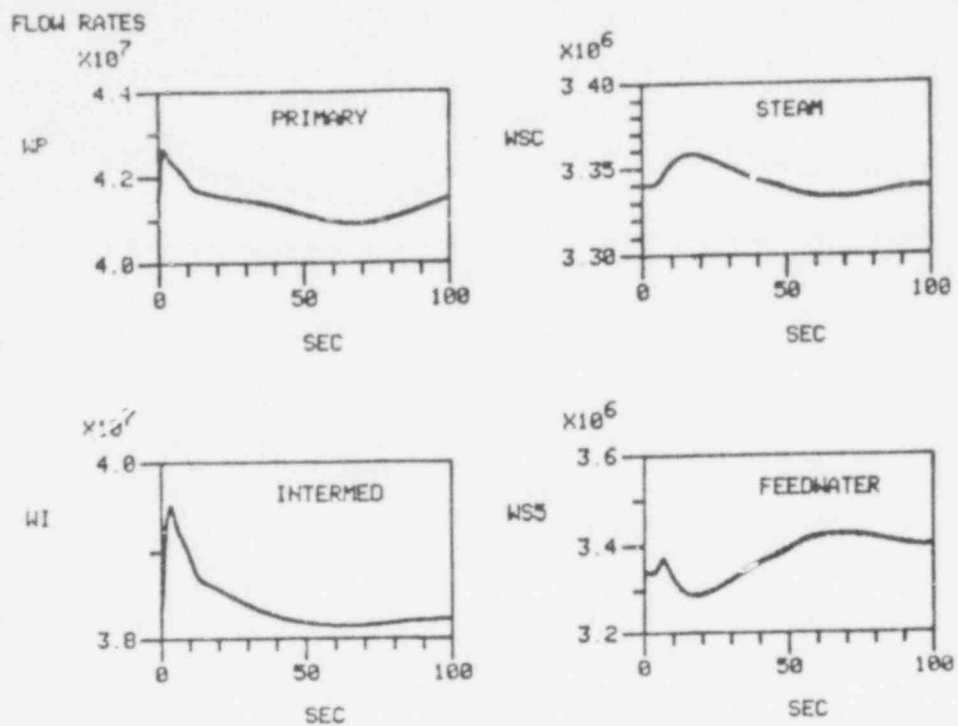 FLOW RATES
X10^7
4.4
PRIMARY
WP
4.2
4.0
0 50 100
SEC
X10^6
3.40
STEAM
WSC
3.35
3.30
0 50 100
SEC
X10^7
4.0
INTERMED
WI
3.8
0 50 100
SEC
X10^6
3.6
FEEDWATER
WS5
3.4
3.2
0 50 100
SEC